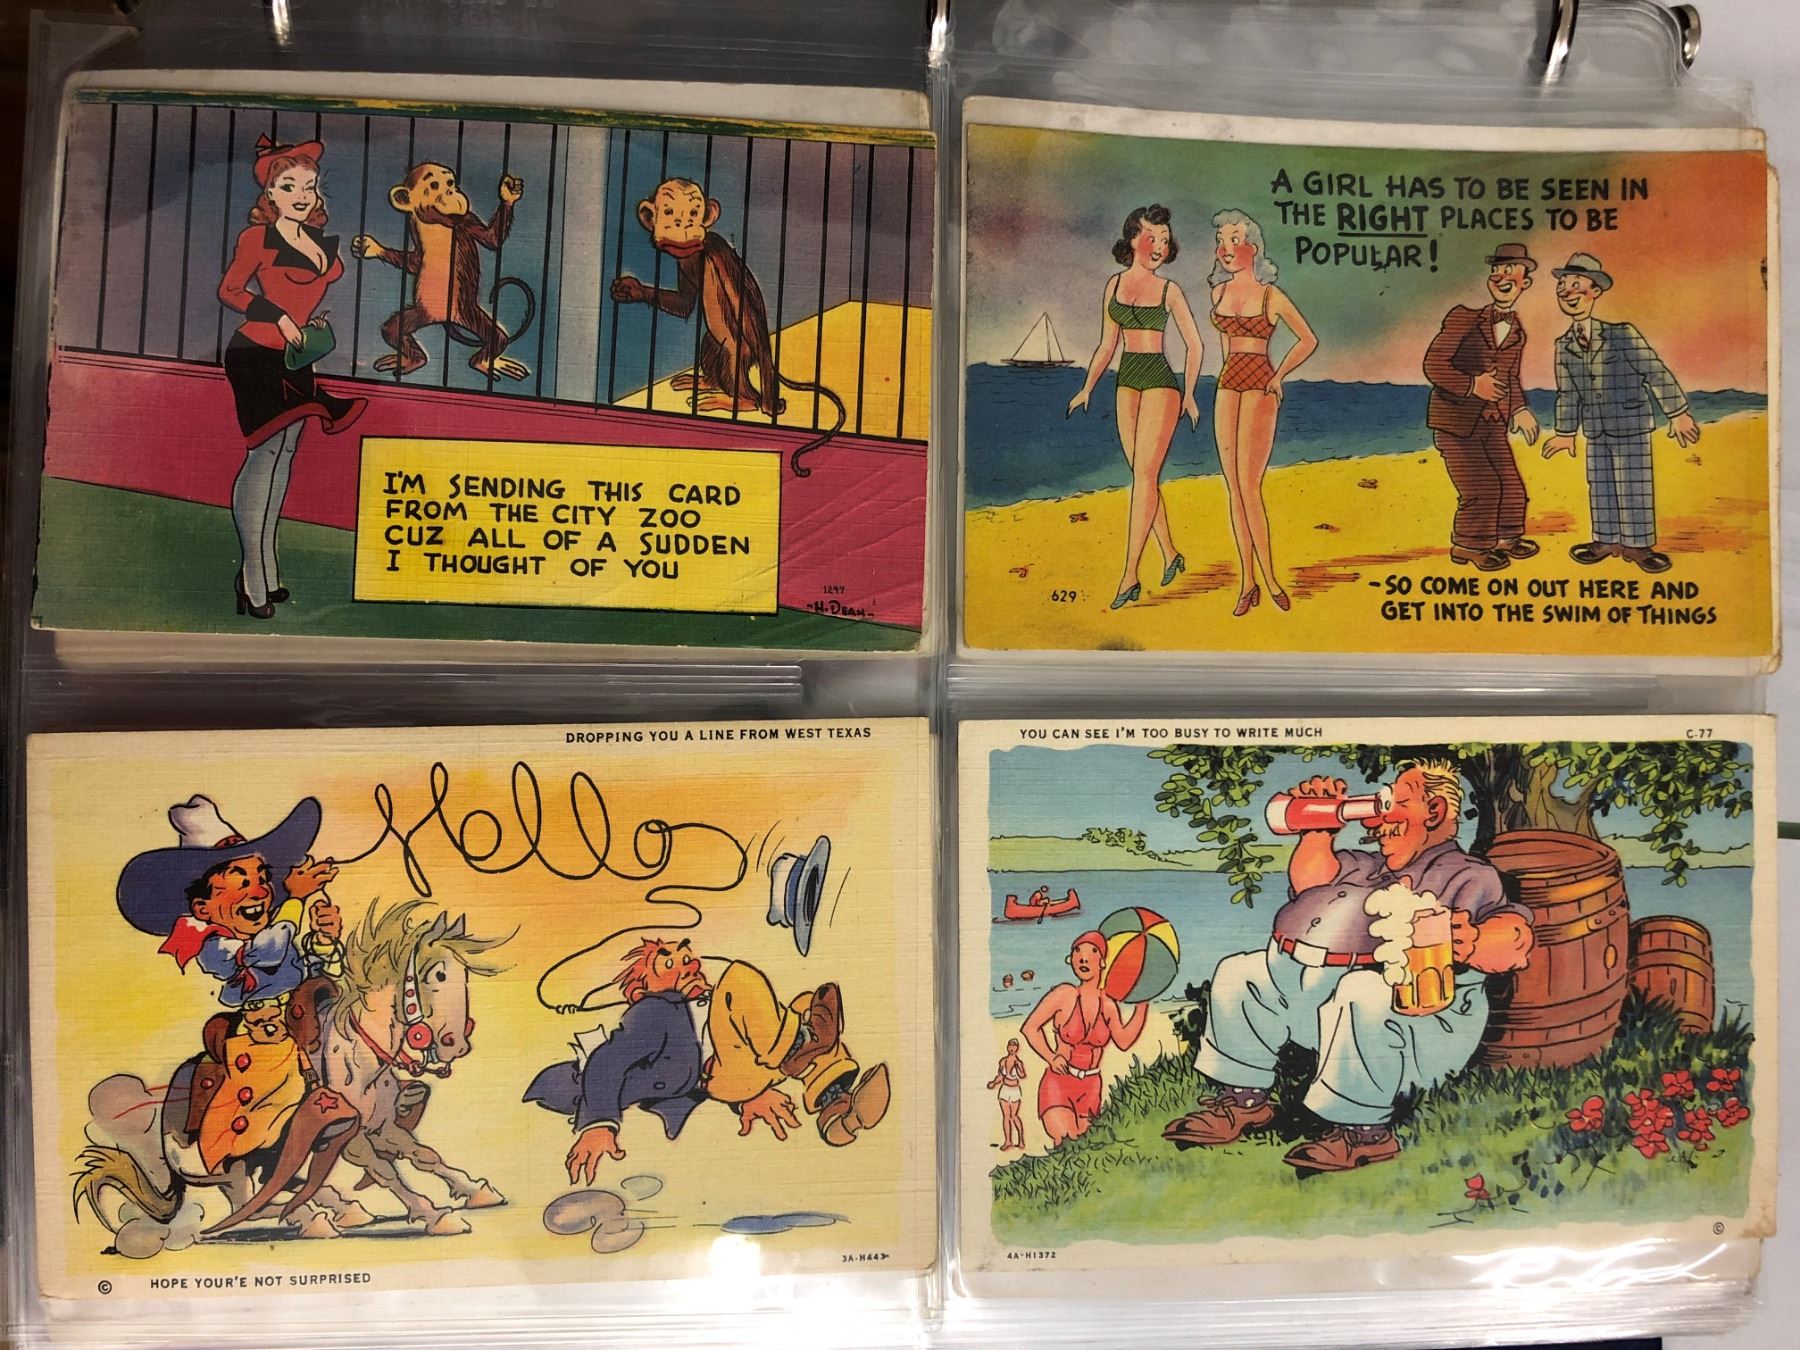 I'M SENDING THIS CARD
FROM THE CITY ZOO
CUZ ALL OF A SUDDEN
I THOUGHT OF YOU
1297
-H. DEAN-
A GIRL HAS TO BE SEEN IN
THE RIGHT PLACES TO BE
POPULAR!
629
-SO COME ON OUT HERE AND
GET INTO THE SWIM OF THINGS
DROPPING YOU A LINE FROM WEST TEXAS
Hello
3A-H443
© HOPE YOUR'E NOT SURPRISED
YOU CAN SEE I'M TOO BUSY TO WRITE MUCH
C-77
4A-H1372
©